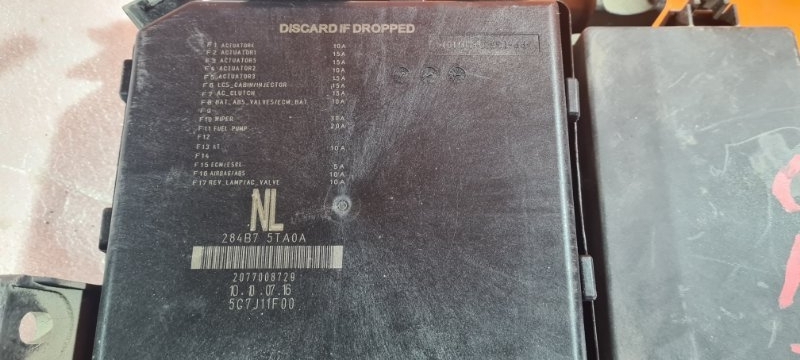 DISCARD IF DROPPED
F1 ACTUATOR4 10A
F2 ACTUATOR1 15A
F3 ACTUATOR5 15A
F4 ACTUATOR2 10A
F5 ACTUATOR3 15A
F6 LCS_CABIN/INJECTOR 15A
F7 AC_CLUTCH 15A
F8 BAT_ABS_VALVES/ECM_BAT 10A
F9
F10 WIPER 30A
F11 FUEL PUMP 20A
F12
F13 AT 10A
F14
F15 ECM/ESCL 5A
F16 AIRBAG/ABS 10A
F17 REV_LAMP/AC_VALVE 10A
NL
284B7 5TA0A
2077008729
10.10.07.16
5G7J11F00